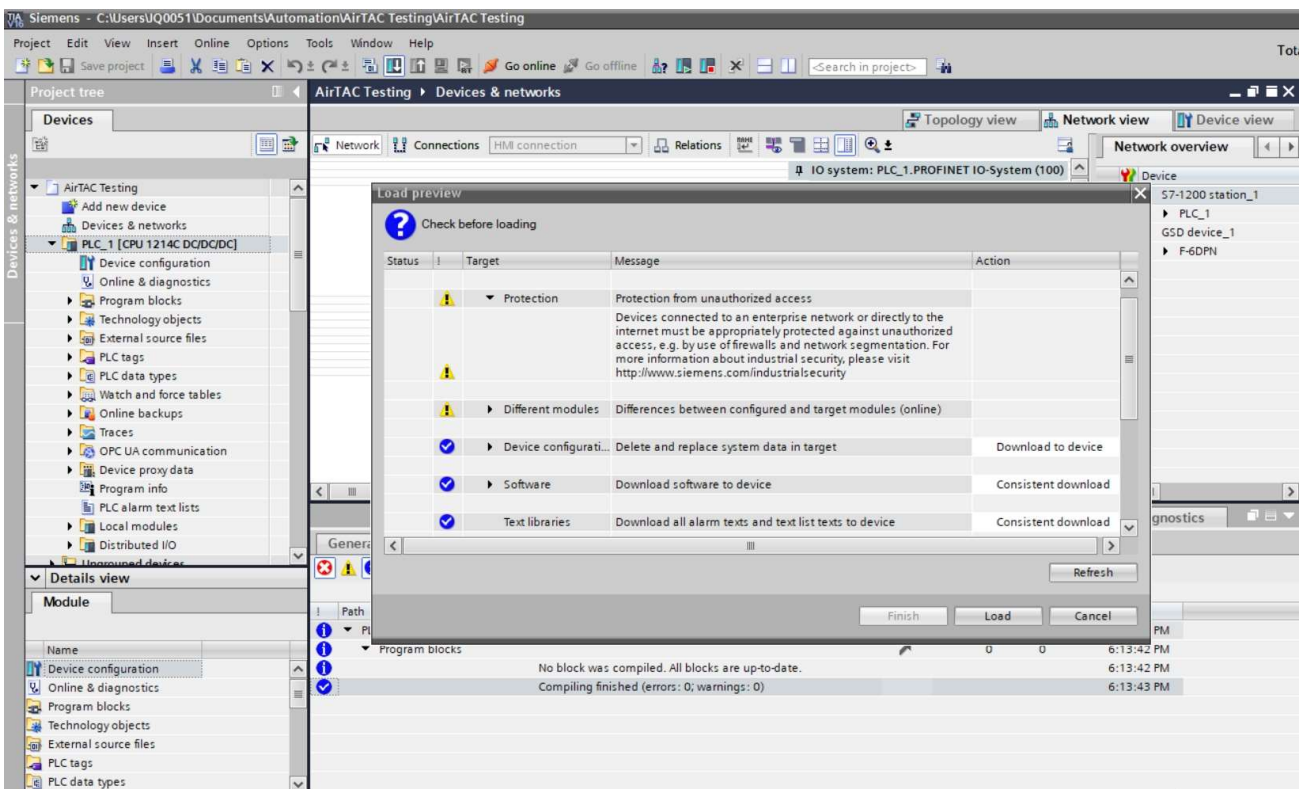 Siemens - C:\Users\JQ0051\Documents\Automation\AirTAC Testing\AirTAC Testing
Project Edit View Insert Online Options Tools Window Help
Save project Go online Go offline <Search in project>
Project tree
AirTAC Testing ▸ Devices & networks
Devices
Topology view Network view Device view
Network Connections HMI connection Relations
Network overview
IO system: PLC_1.PROFINET IO-System (100)
Device
S7-1200 station_1
PLC_1
GSD device_1
F-6DPN
Devices & networks
AirTAC Testing
Add new device
Devices & networks
PLC_1 [CPU 1214C DC/DC/DC]
Device configuration
Online & diagnostics
Program blocks
Technology objects
External source files
PLC tags
PLC data types
Watch and force tables
Online backups
Traces
OPC UA communication
Device proxy data
Program info
PLC alarm text lists
Local modules
Distributed I/O
Ungrouped devices
Load preview
Check before loading
Status ! Target Message Action
Protection Protection from unauthorized access
Devices connected to an enterprise network or directly to the
internet must be appropriately protected against unauthorized
access, e.g. by use of firewalls and network segmentation. For
more information about industrial security, please visit
http://www.siemens.com/industrialsecurity
Different modules Differences between configured and target modules (online)
Device configurati... Delete and replace system data in target Download to device
Software Download software to device Consistent download
Text libraries Download all alarm texts and text list texts to device Consistent download
Refresh
Finish Load Cancel
Details view
Module
Name
Device configuration
Online & diagnostics
Program blocks
Technology objects
External source files
PLC tags
PLC data types
! Path
PM
Program blocks 0 0 6:13:42 PM
No block was compiled. All blocks are up-to-date. 6:13:42 PM
Compiling finished (errors: 0; warnings: 0) 6:13:43 PM